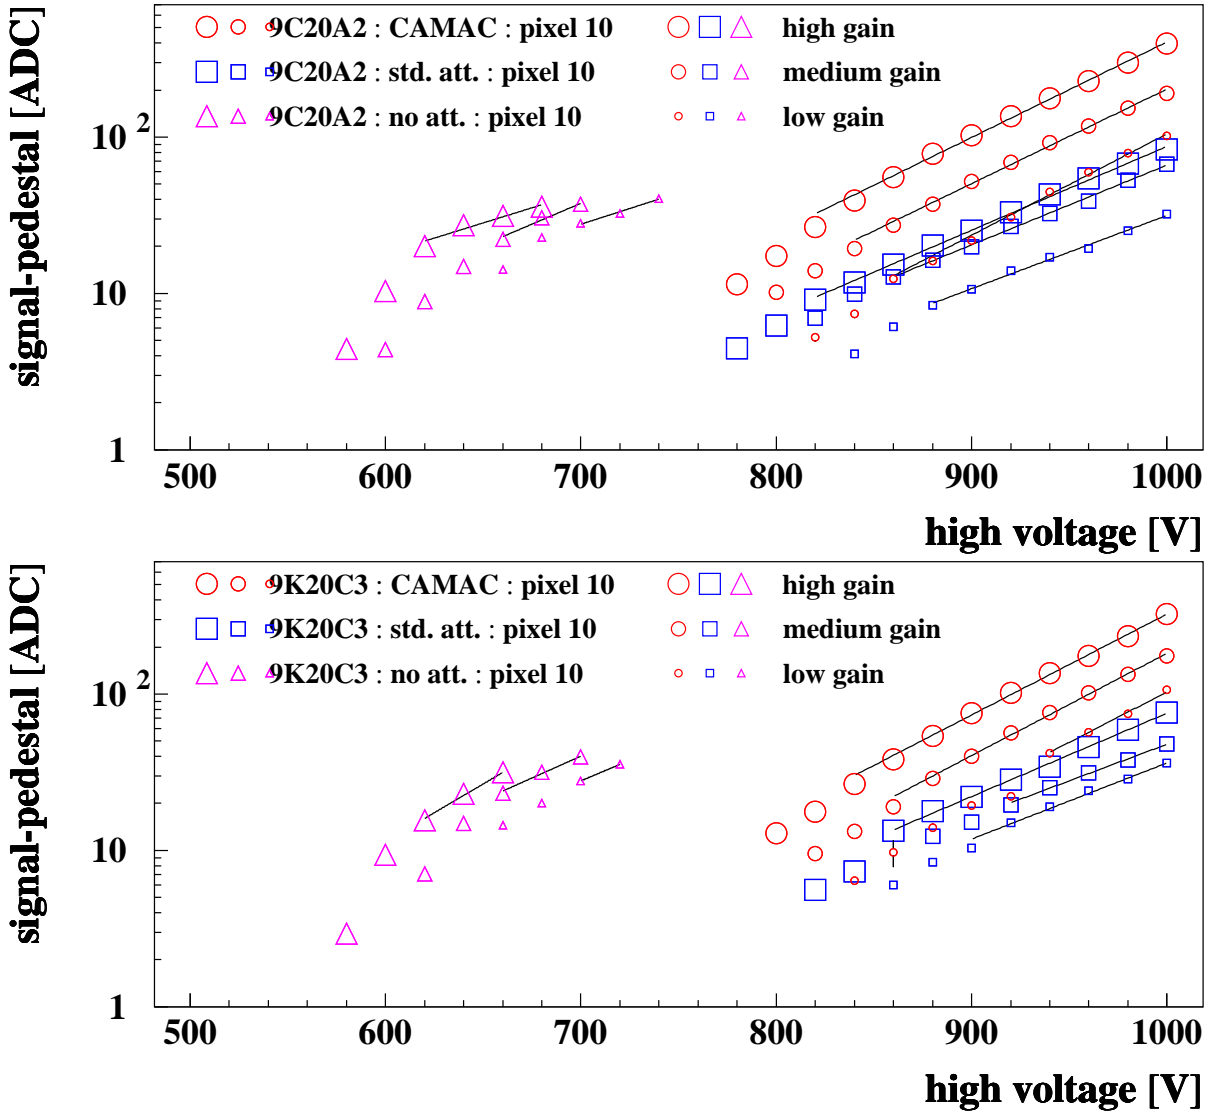 9C20A2 : CAMAC : pixel 10 high gain
9C20A2 : std. att. : pixel 10 medium gain
9C20A2 : no att. : pixel 10 low gain
signal-pedestal [ADC]
10 2
10
1
500 600 700 800 900 1000
high voltage [V]
9K20C3 : CAMAC : pixel 10 high gain
9K20C3 : std. att. : pixel 10 medium gain
9K20C3 : no att. : pixel 10 low gain
signal-pedestal [ADC]
10 2
10
1
500 600 700 800 900 1000
high voltage [V]